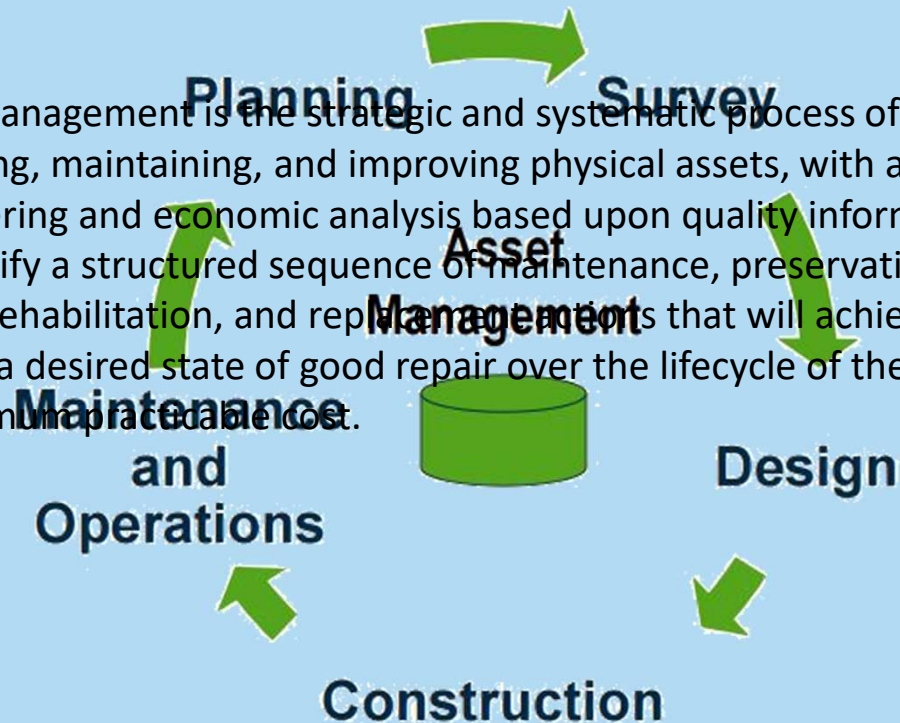 Planning
Survey
anagement is the strategic and systematic process of
ng, maintaining, and improving physical assets, with a
ring and economic analysis based upon quality inforr
ify a structured sequence of maintenance, preservati
ehabilitation, and replacement actions that will achie
a desired state of good repair over the lifecycle of the
mum practicable cost.
Asset
Management
Maintenance
and
Operations
Design
Construction